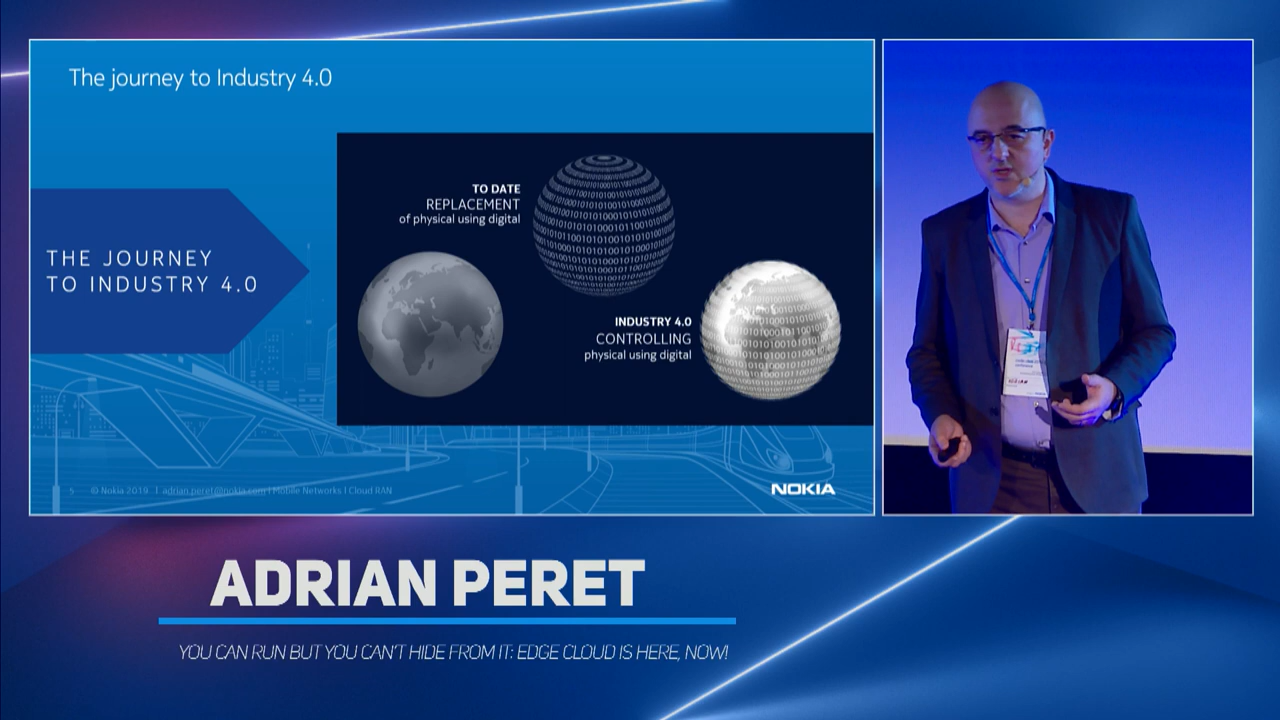 The journey to Industry 4.0
THE JOURNEY
TO INDUSTRY 4.0
TO DATE
REPLACEMENT
of physical using digital
INDUSTRY 4.0
CONTROLLING
physical using digital
5 © Nokia 2019 I adrian.peret@nokia.com I Mobile Networks I Cloud RAN
NOKIA
ADRIAN PERET
YOU CAN RUN BUT YOU CAN'T HIDE FROM IT: EDGE CLOUD IS HERE, NOW!